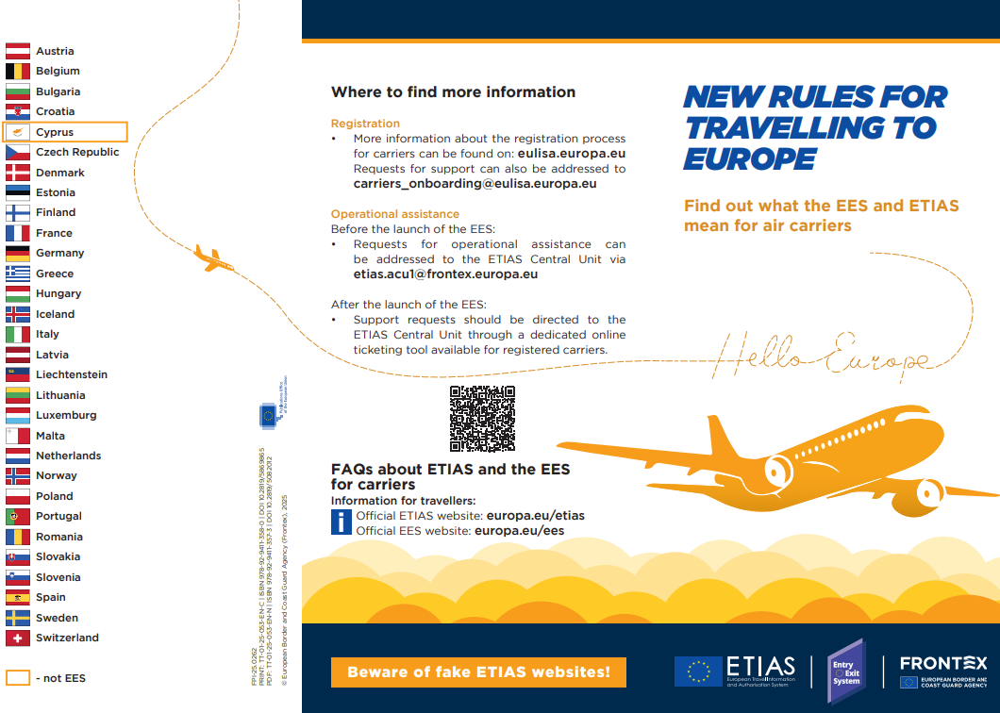 Austria
Belgium
Bulgaria
Croatia
Cyprus
Czech Republic
Denmark
Estonia
Finland
France
Germany
Greece
Hungary
Iceland
Italy
Latvia
Liechtenstein
Lithuania
Luxemburg
Malta
Netherlands
Norway
Poland
Portugal
Romania
Slovakia
Slovenia
Spain
Sweden
Switzerland
- not EES
FPI-25.0262
PRINT: TT-01-25-053-EN-C | ISBN 978-92-9411-358-0 | DOI 10.2819/5869865
PDF: TT-01-25-053-EN-N | ISBN 978-92-9411-357-3 | DOI 10.2819/5082012
© European Border and Coast Guard Agency (Frontex), 2025
Publications Office
of the European Union
Where to find more information
Registration
• More information about the registration process
for carriers can be found on: eulisa.europa.eu
Requests for support can also be addressed to
carriers_onboarding@eulisa.europa.eu
Operational assistance
Before the launch of the EES:
• Requests for operational assistance can
be addressed to the ETIAS Central Unit via
etias.acu1@frontex.europa.eu
After the launch of the EES:
• Support requests should be directed to the
ETIAS Central Unit through a dedicated online
ticketing tool available for registered carriers.
FAQs about ETIAS and the EES
for carriers
Information for travellers:
i
Official ETIAS website: europa.eu/etias
Official EES website: europa.eu/ees
Beware of fake ETIAS websites!
NEW RULES FOR
TRAVELLING TO
EUROPE
Find out what the EES and ETIAS
mean for air carriers
Hello Europe
ETIAS
European Travel Information
and Authorisation System
Entry
Exit
System
FRONTEX
EUROPEAN BORDER AND
COAST GUARD AGENCY